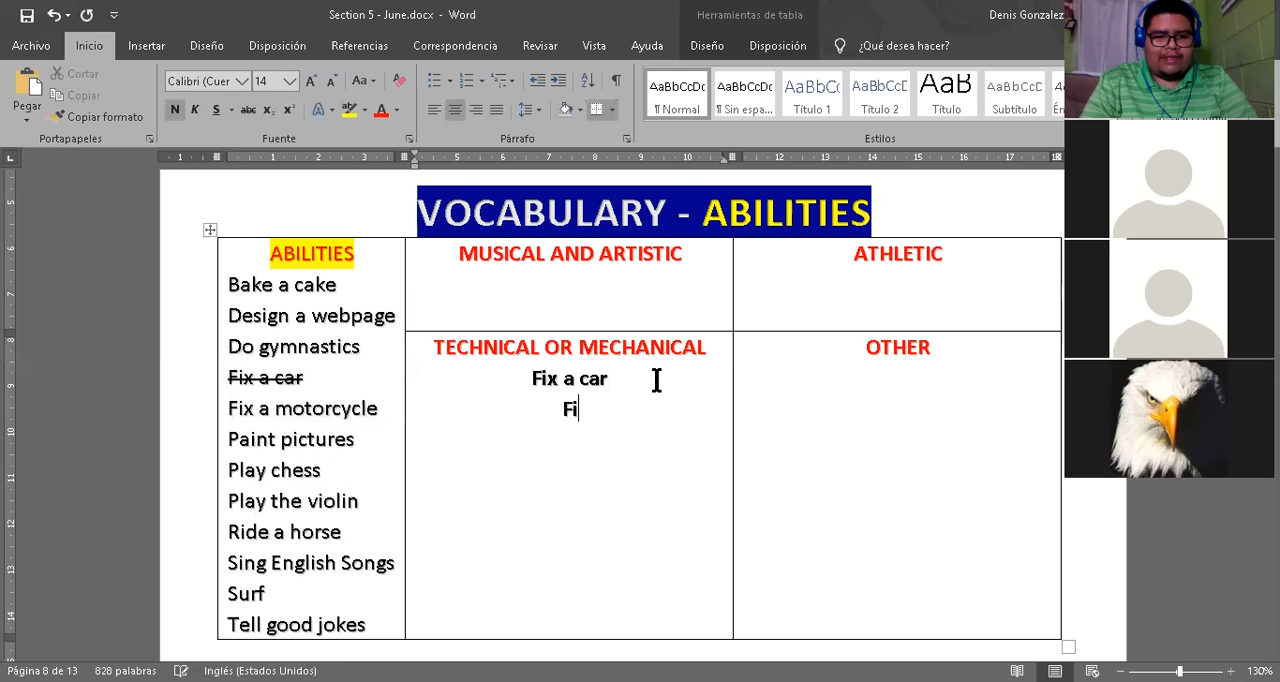 Section 5 - June.docx - Word
Herramientas de tabla
Denis Gonzalez
Archivo
Inicio
Insertar
Diseño
Disposición
Referencias
Correspondencia
Revisar
Vista
Ayuda
Diseño
Disposición
¿Qué desea hacer?
Pegar
Cortar
Copiar
Copiar formato
Portapapeles
Calibri (Cuer
14
Fuente
Párrafo
AaBbCcDc
¶ Normal
AaBbCcDc
¶ Sin espa...
AaBbCc
Título 1
AaBbCcD
Título 2
AaB
Título
AaBbCcD
Subtítulo
Estilos
VOCABULARY - ABILITIES
ABILITIES
Bake a cake
Design a webpage
Do gymnastics
Fix a car
Fix a motorcycle
Paint pictures
Play chess
Play the violin
Ride a horse
Sing English Songs
Surf
Tell good jokes
MUSICAL AND ARTISTIC
ATHLETIC
TECHNICAL OR MECHANICAL
Fix a car
Fi
OTHER
Página 8 de 13
828 palabras
Inglés (Estados Unidos)
130%